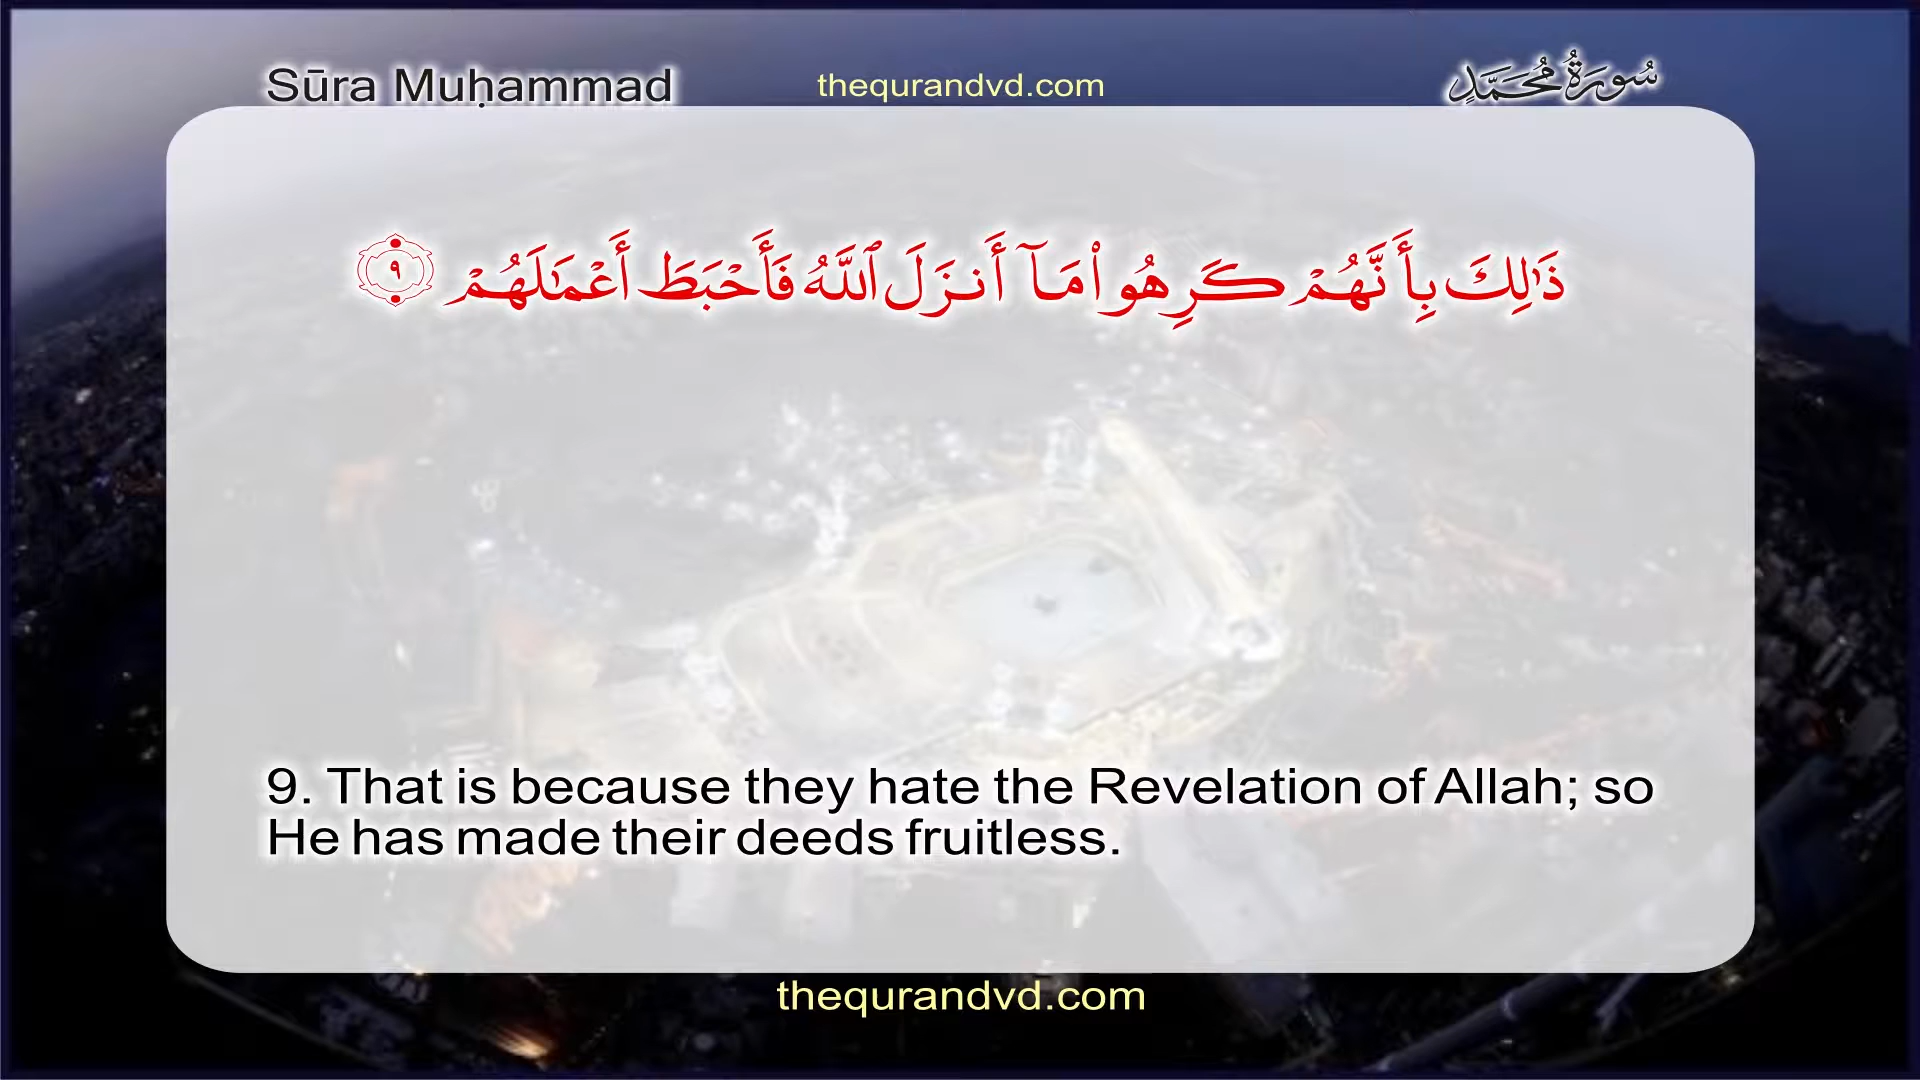 Sūra Muḥammad
thequrandvd.com
سُورَةُ مُحَمَّدٍ
ذَٰلِكَ بِأَنَّهُمْ كَرِهُوا۟ مَآ أَنزَلَ ٱللَّهُ فَأَحْبَطَ أَعْمَـٰلَهُمْ ٩
9. That is because they hate the Revelation of Allah; so
He has made their deeds fruitless.
thequrandvd.com